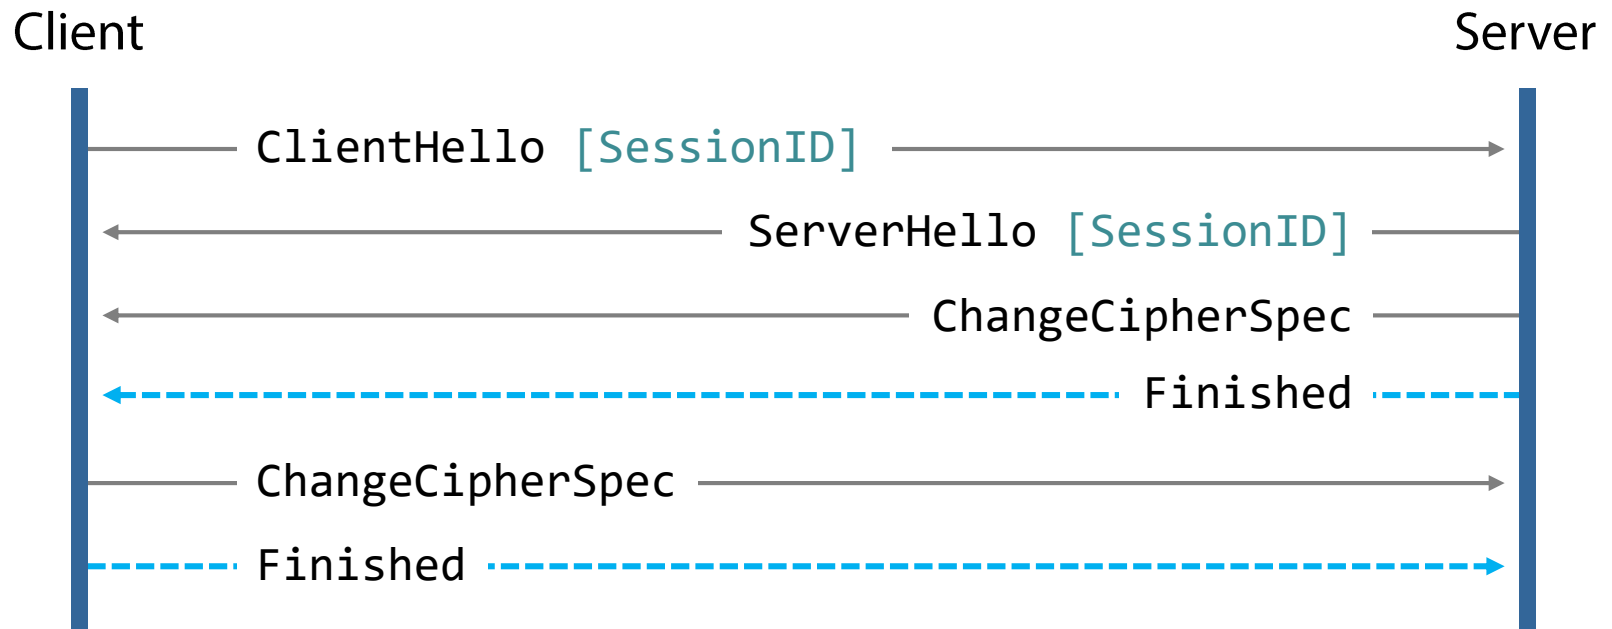 Client
Server
ClientHello [SessionID]
ServerHello [SessionID]
ChangeCipherSpec
Finished
ChangeCipherSpec
Finished